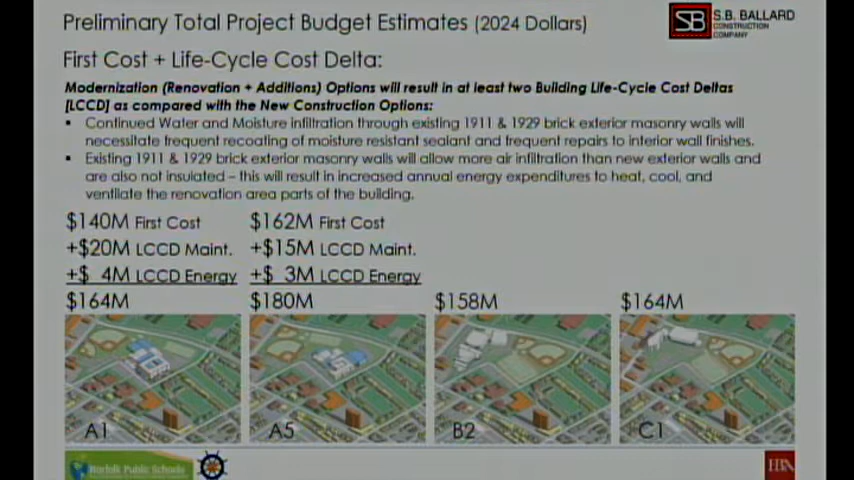 Preliminary Total Project Budget Estimates (2024 Dollars)
S.B. BALLARD
CONSTRUCTION
COMPANY
SB
First Cost + Life-Cycle Cost Delta:
Modernization (Renovation + Additions) Options will result in at least two Building Life-Cycle Cost Deltas
[LCCD] as compared with the New Construction Options:
▪ Continued Water and Moisture infiltration through existing 1911 & 1929 brick exterior masonry walls will
necessitate frequent recoating of moisture resistant sealant and frequent repairs to interior wall finishes.
▪ Existing 1911 & 1929 brick exterior masonry walls will allow more air infiltration than new exterior walls and
are also not insulated – this will result in increased annual energy expenditures to heat, cool, and
ventilate the renovation area parts of the building.
$140M First Cost $162M First Cost
+$20M LCCD Maint. +$15M LCCD Maint.
+$ 4M LCCD Energy +$ 3M LCCD Energy
$164M $180M $158M $164M
A1 A5 B2 C1
Norfolk Public Schools
HBA